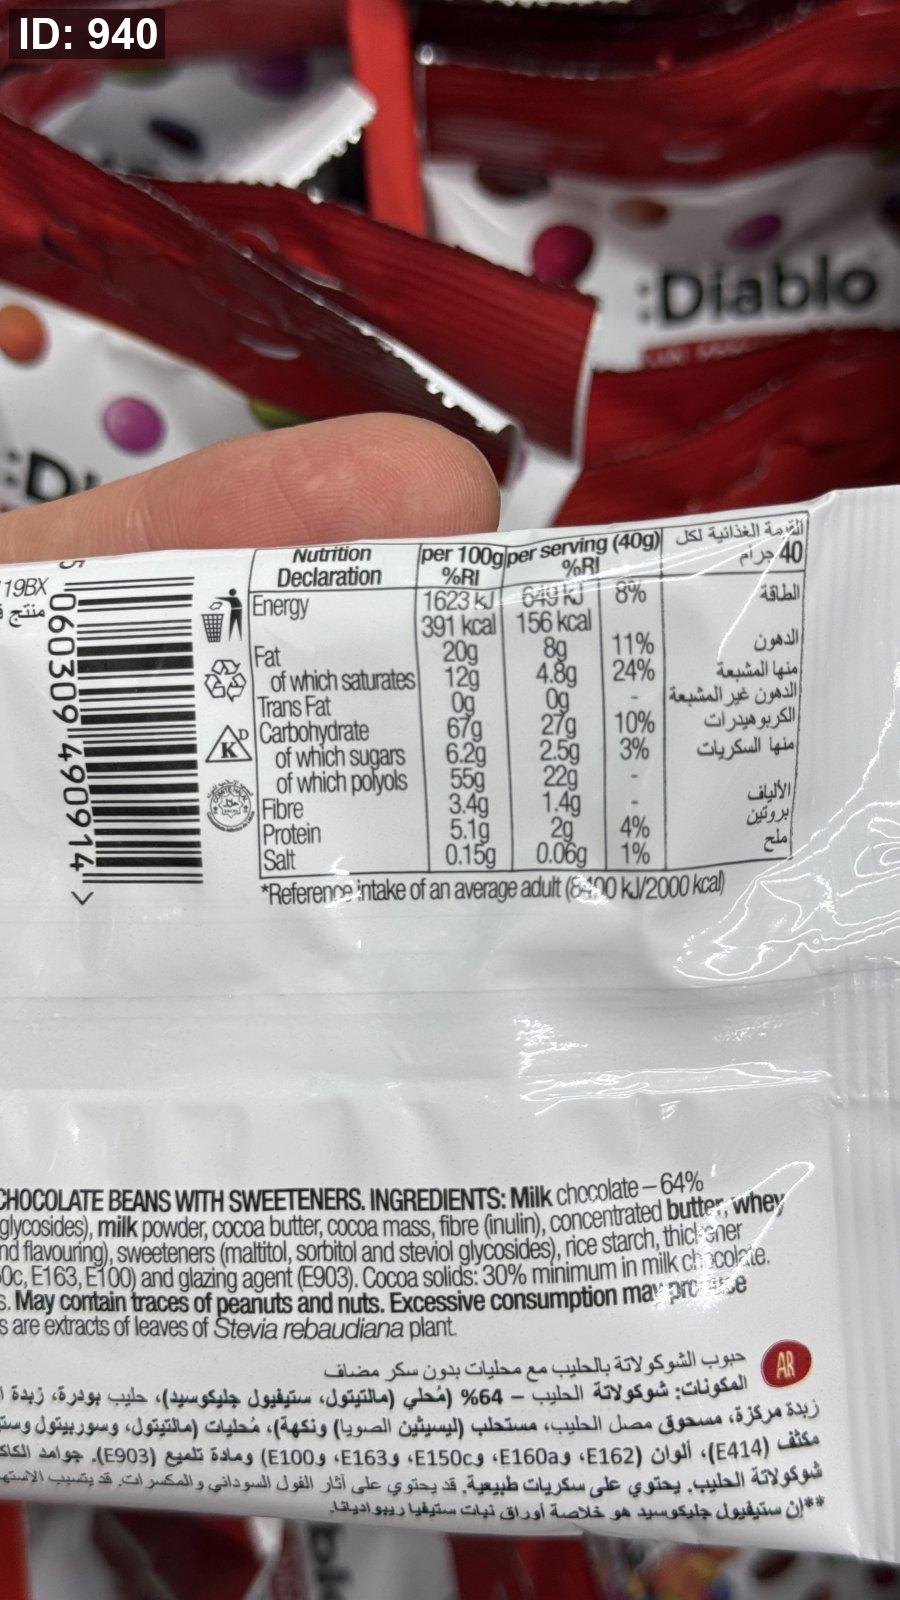 ID: 940
:Diablo
:Di
19BX
منتج
5 060309 490914 >
Nutrition Declaration per 100g %RI per serving (40g) %RI القيمة الغذائية لكل 40 جرام
Energy 1623 kJ 649 kJ 8% الطاقة
391 kcal 156 kcal
Fat 20g 8g 11% الدهون
of which saturates 12g 4.8g 24% منها المشبعة
Trans Fat 0g 0g - الدهون غير المشبعة
Carbohydrate 67g 27g 10% الكربوهيدرات
of which sugars 6.2g 2.5g 3% منها السكريات
of which polyols 55g 22g -
Fibre 3.4g 1.4g - الألياف
Protein 5.1g 2g 4% بروتين
Salt 0.15g 0.06g 1% ملح
*Reference intake of an average adult (8400 kJ/2000 kcal)
K D
CHOCOLATE BEANS WITH SWEETENERS. INGREDIENTS: Milk chocolate – 64%
glycosides), milk powder, cocoa butter, cocoa mass, fibre (inulin), concentrated butter, whey
nd flavouring), sweeteners (maltitol, sorbitol and steviol glycosides), rice starch, thickener
0c, E163, E100) and glazing agent (E903). Cocoa solids: 30% minimum in milk chocolate.
s. May contain traces of peanuts and nuts. Excessive consumption may produce
s are extracts of leaves of Stevia rebaudiana plant.
AR
حبوب الشوكولاتة بالحليب مع محليات بدون سكر مضاف
المكونات: شوكولاتة الحليب – 64% (مُحلي (مالتيتول، ستيفيول جليكوسيد)، حليب بودرة، زبدة
زبدة مركزة، مسحوق مصل الحليب، مستحلب (ليسيثين الصويا) ونكهة)، مُحليات (مالتيتول، وسوربيتول وستي
مكثف (E414)، ألوان (E162، وE160a، وE150c، وE163، وE100) ومادة تلميع (E903). جوامد الكاك
شوكولاتة الحليب. يحتوي على سكريات طبيعية. قد يحتوي على آثار الفول السوداني والمكسرات. قد يتسبب الاسته
**إن ستيفيول جليكوسيد هو خلاصة أوراق نبات ستيفيا ريبواديانا.